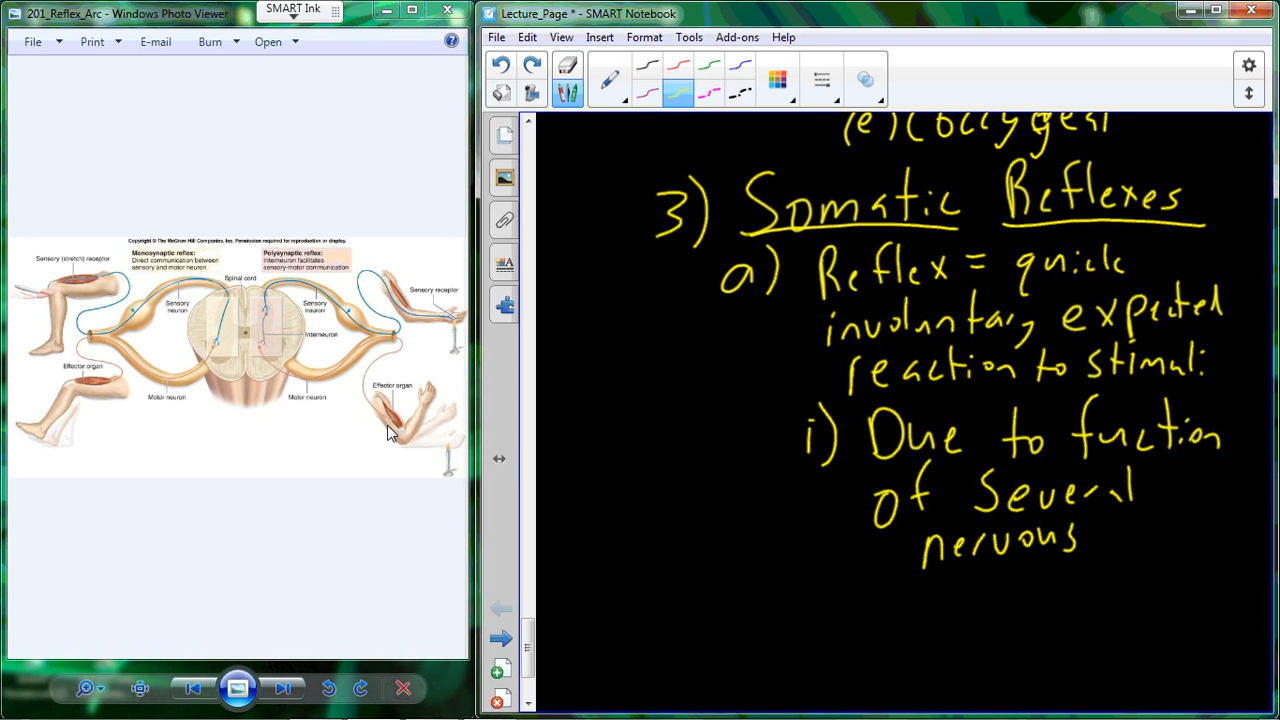 201_Reflex_Arc - Windows Photo Viewer
SMART Ink
File Print E-mail Burn Open
Copyright © The McGraw-Hill Companies, Inc. Permission required for reproduction or display.
Sensory (stretch) receptor
Monosynaptic reflex:
Direct communication between
sensory and motor neuron
Polysynaptic reflex:
Interneuron facilitates
sensory-motor communication
Spinal cord
Sensory receptor
Sensory
neuron
Sensory
neuron
Interneuron
Effector organ
Effector organ
Motor neuron
Motor neuron
Lecture_Page * - SMART Notebook
File Edit View Insert Format Tools Add-ons Help
(e) Coccygeal
3) Somatic Reflexes
a) Reflex = quick
involuntary expected
reaction to stimuli
i) Due to function
of several
nervous